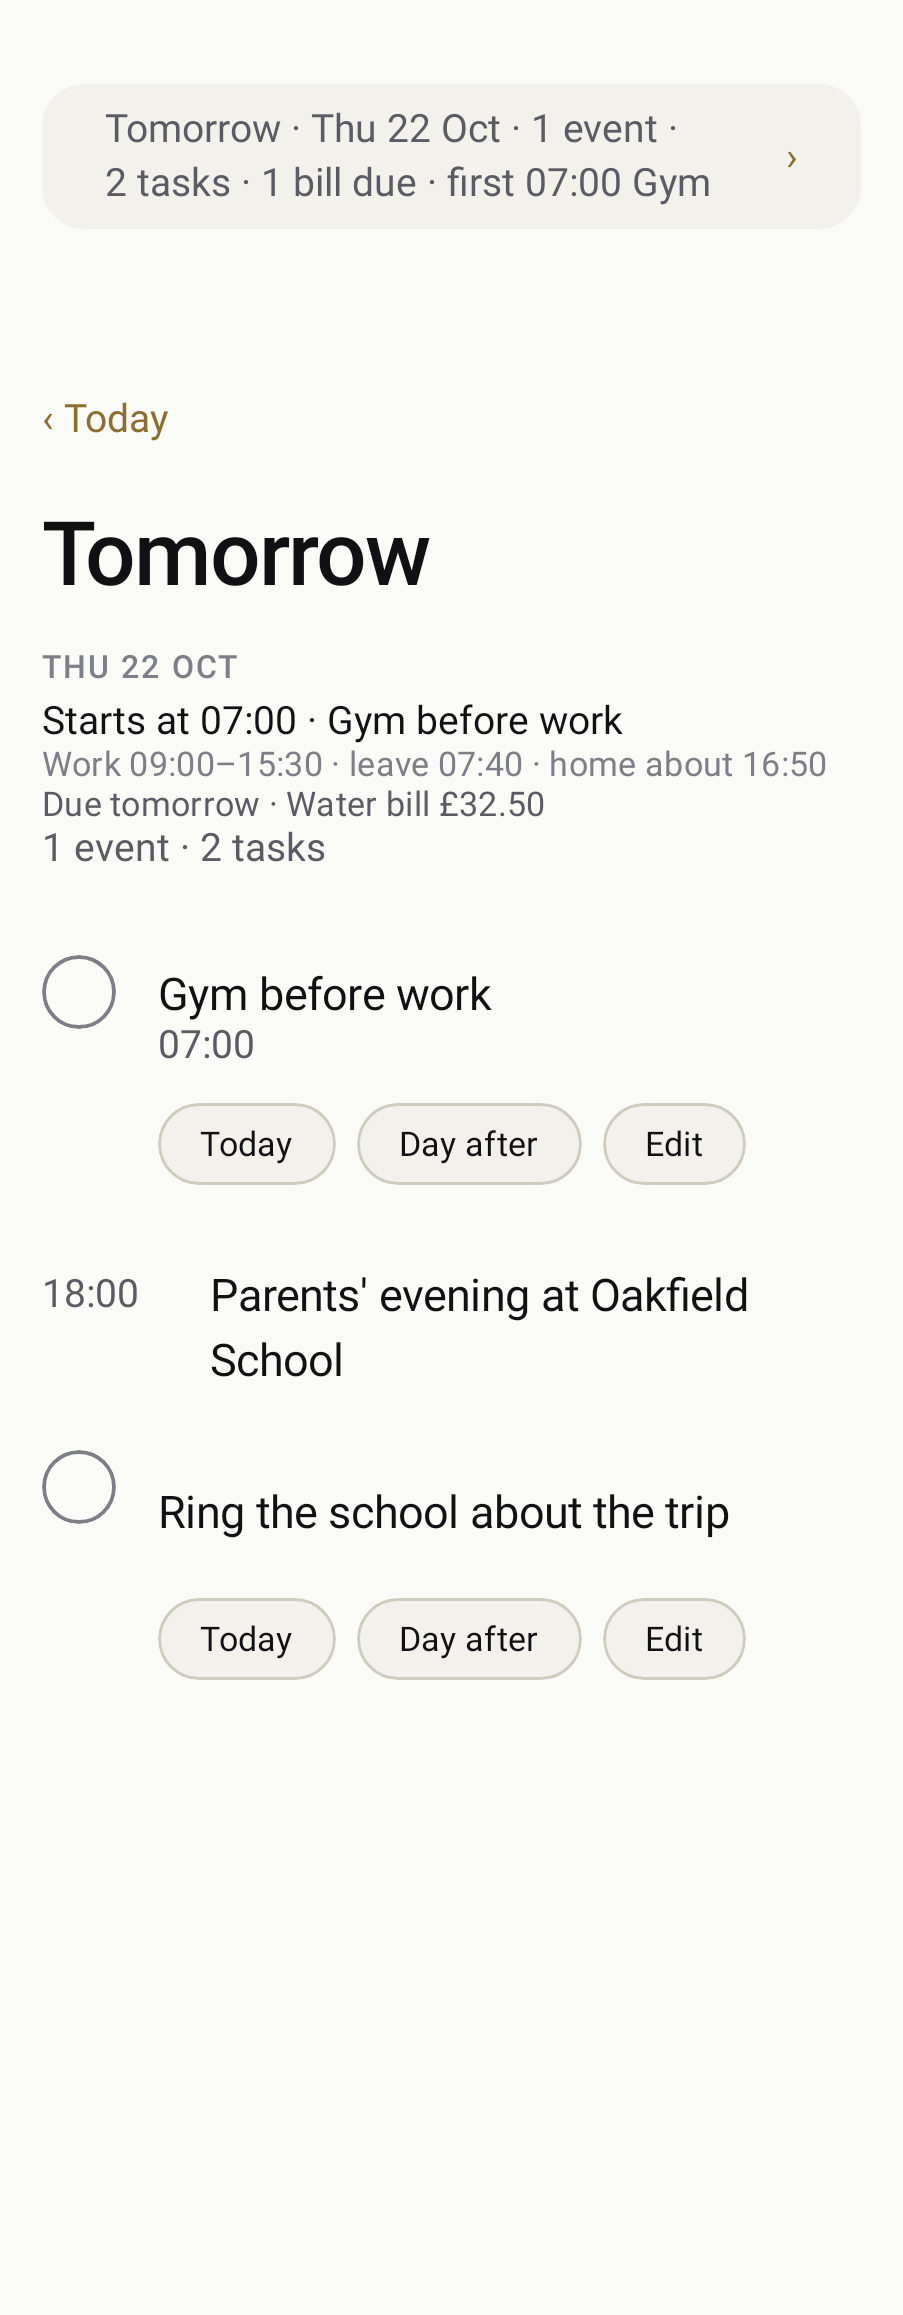 Tomorrow · Thu 22 Oct · 1 event ·
2 tasks · 1 bill due · first 07:00 Gym
›
‹ Today
Tomorrow
THU 22 OCT
Starts at 07:00 · Gym before work
Work 09:00–15:30 · leave 07:40 · home about 16:50
Due tomorrow · Water bill £32.50
1 event · 2 tasks
Gym before work
07:00
Today Day after Edit
18:00 Parents' evening at Oakfield
School
Ring the school about the trip
Today Day after Edit